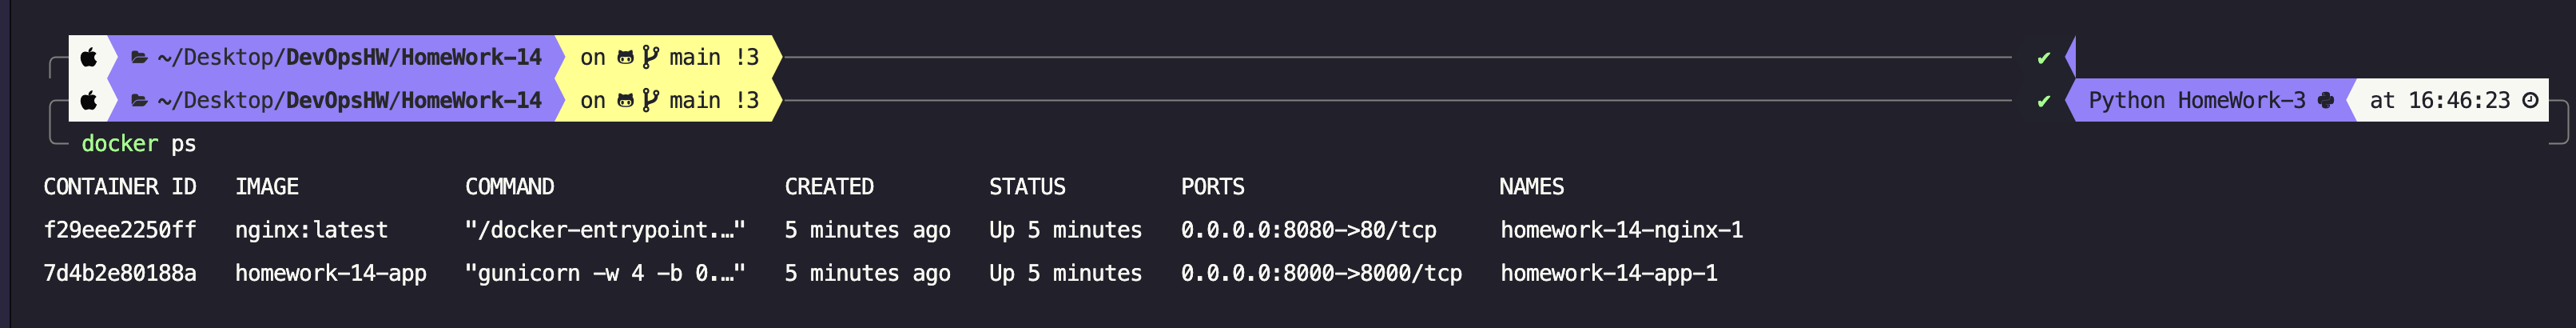 ~/Desktop/DevOpsHW/HomeWork-14 on main !3 ✔
~/Desktop/DevOpsHW/HomeWork-14 on main !3 ✔ Python HomeWork-3 at 16:46:23
docker ps
CONTAINER ID IMAGE COMMAND CREATED STATUS PORTS NAMES
f29eee2250ff nginx:latest "/docker-entrypoint.…" 5 minutes ago Up 5 minutes 0.0.0.0:8080->80/tcp homework-14-nginx-1
7d4b2e80188a homework-14-app "gunicorn -w 4 -b 0.…" 5 minutes ago Up 5 minutes 0.0.0.0:8000->8000/tcp homework-14-app-1